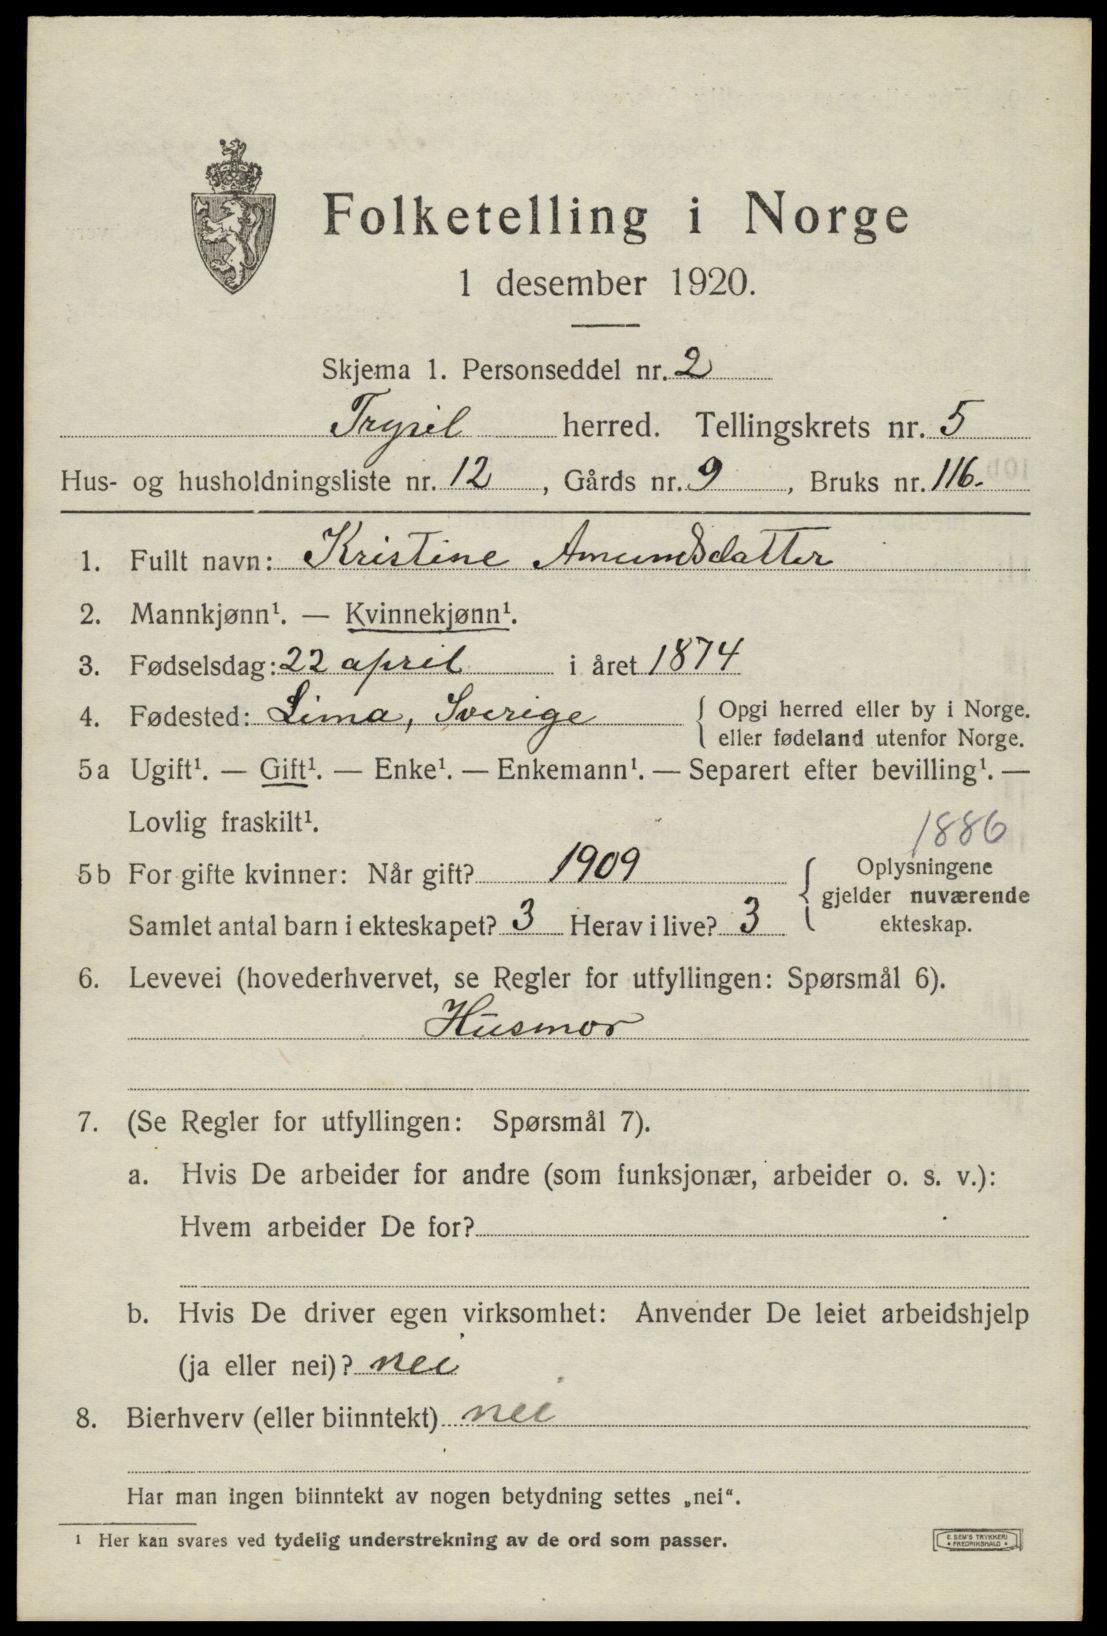 Folketelling i Norge
1 desember 1920.
Skjema 1. Personseddel nr. 2
Trysil herred. Tellingskrets nr. 5
Hus- og husholdningsliste nr. 12, Gårds nr. 9, Bruks nr. 116.
1. Fullt navn: Kristine Amundsdatter
2. Mannkjønn¹. — Kvinnekjønn¹.
3. Fødselsdag: 22 april i året 1874
4. Fødested: Lima, Sverige { Opgi herred eller by i Norge.
eller fødeland utenfor Norge.
5a Ugift¹. — Gift¹. — Enke¹. — Enkemann¹. — Separert efter bevilling¹. —
Lovlig fraskilt¹.
1886
5b For gifte kvinner: Når gift? 1909
Samlet antal barn i ekteskapet? 3 Herav i live? 3
{ Oplysningene
gjelder nuværende
ekteskap.
6. Levevei (hovederhvervet, se Regler for utfyllingen: Spørsmål 6).
Husmor
7. (Se Regler for utfyllingen: Spørsmål 7).
a. Hvis De arbeider for andre (som funksjonær, arbeider o. s. v.):
Hvem arbeider De for?
b. Hvis De driver egen virksomhet: Anvender De leiet arbeidshjelp
(ja eller nei)? nei
8. Bierhverv (eller biinntekt) nei
Har man ingen biinntekt av nogen betydning settes „nei“.
¹ Her kan svares ved tydelig understrekning av de ord som passer.
E. SEM'S TRYKKERI
• FREDRIKSHALD •